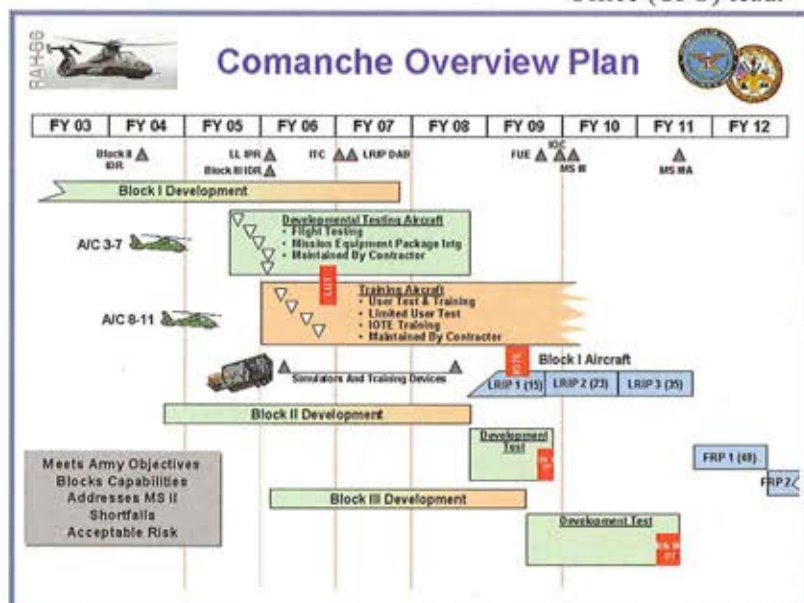 RAH-66
Comanche Overview Plan
FY 03
FY 04
FY 05
FY 06
FY 07
FY 08
FY 09
FY 10
FY 11
FY 12
Block II
IDR
LL IPR
Block III IDR
ITC
LRIP DAB
FUE
IOC
MS III
MS IIIA
Block I Development
A/C 3-7
Developmental Testing Aircraft
• Flight Testing
• Mission Equipment Package Intg
• Maintained By Contractor
LUT
A/C 8-11
Training Aircraft
• User Test & Training
• Limited User Test
• IOTE Training
• Maintained By Contractor
IOTE
Block I Aircraft
Simulators And Training Devices
LRIP 1 (15)
LRIP 2 (23)
LRIP 3 (35)
Block II Development
Development
Test
FRP 1 (48)
FRP 2
Meets Army Objectives
Blocks Capabilities
Addresses MS II
Shortfalls
Acceptable Risk
Block III Development
Development Test
DT